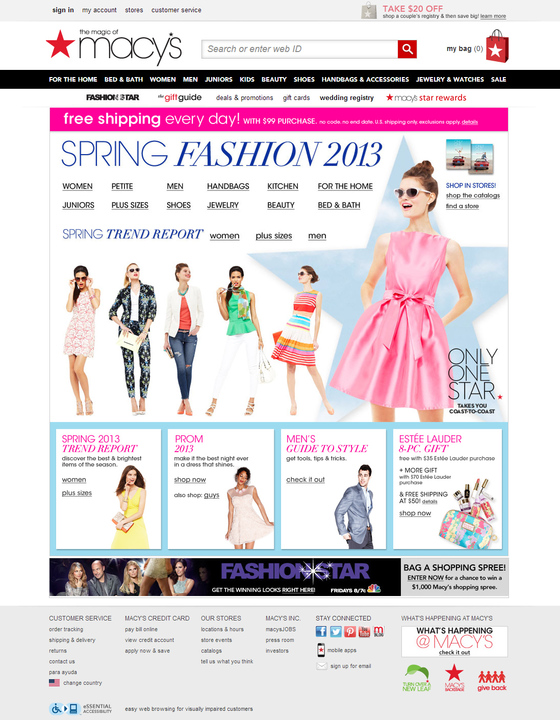 sign in my account stores customer service
TAKE $20 OFF
shop a couple's registry & then save big! learn more
the magic of
macy's
Search or enter web ID
my bag (0)
FOR THE HOME BED & BATH WOMEN MEN JUNIORS KIDS BEAUTY SHOES HANDBAGS & ACCESSORIES JEWELRY & WATCHES SALE
FASHION STAR the gift guide deals & promotions gift cards wedding registry macy's star rewards
free shipping every day! WITH $99 PURCHASE. no code. no end date. U.S. shipping only. exclusions apply. details
SPRING FASHION 2013
WOMEN PETITE MEN HANDBAGS KITCHEN FOR THE HOME
JUNIORS PLUS SIZES SHOES JEWELRY BEAUTY BED & BATH
SHOP IN STORES!
shop the catalogs
find a store
SPRING TREND REPORT women plus sizes men
ONLY
ONE
STAR
TAKES YOU
COAST-TO-COAST
SPRING 2013
TREND REPORT
discover the best & brightest
items of the season.
women
plus sizes
PROM
2013
make it the best night ever
in a dress that shines.
shop now
also shop: guys
MEN'S
GUIDE TO STYLE
get tools, tips & tricks.
check it out
ESTÉE LAUDER
8-PC. GIFT
free with $35 Estée Lauder purchase
+ MORE GIFT
with $70 Estée Lauder
purchase
& FREE SHIPPING
AT $50! details
shop now
FASHION STAR
GET THE WINNING LOOKS RIGHT HERE! FRIDAYS 8/7c NBC
BAG A SHOPPING SPREE!
ENTER NOW for a chance to win a
$1,000 Macy's shopping spree.
CUSTOMER SERVICE
order tracking
shipping & delivery
returns
contact us
para ayuda
change country
MACY'S CREDIT CARD
pay bill online
view credit account
apply now & save
OUR STORES
locations & hours
store events
catalogs
tell us what you think
MACY'S INC.
macysJOBS
press room
investors
STAY CONNECTED
mobile apps
sign up for email
WHAT'S HAPPENING AT MACY'S
WHAT'S HAPPENING
@ MACY'S
check it out
TURN OVER A
NEW LEAF
MACY'S
BACKSTAGE
give back
eSSENTIAL
ACCESSIBILITY
easy web browsing for visually impaired customers